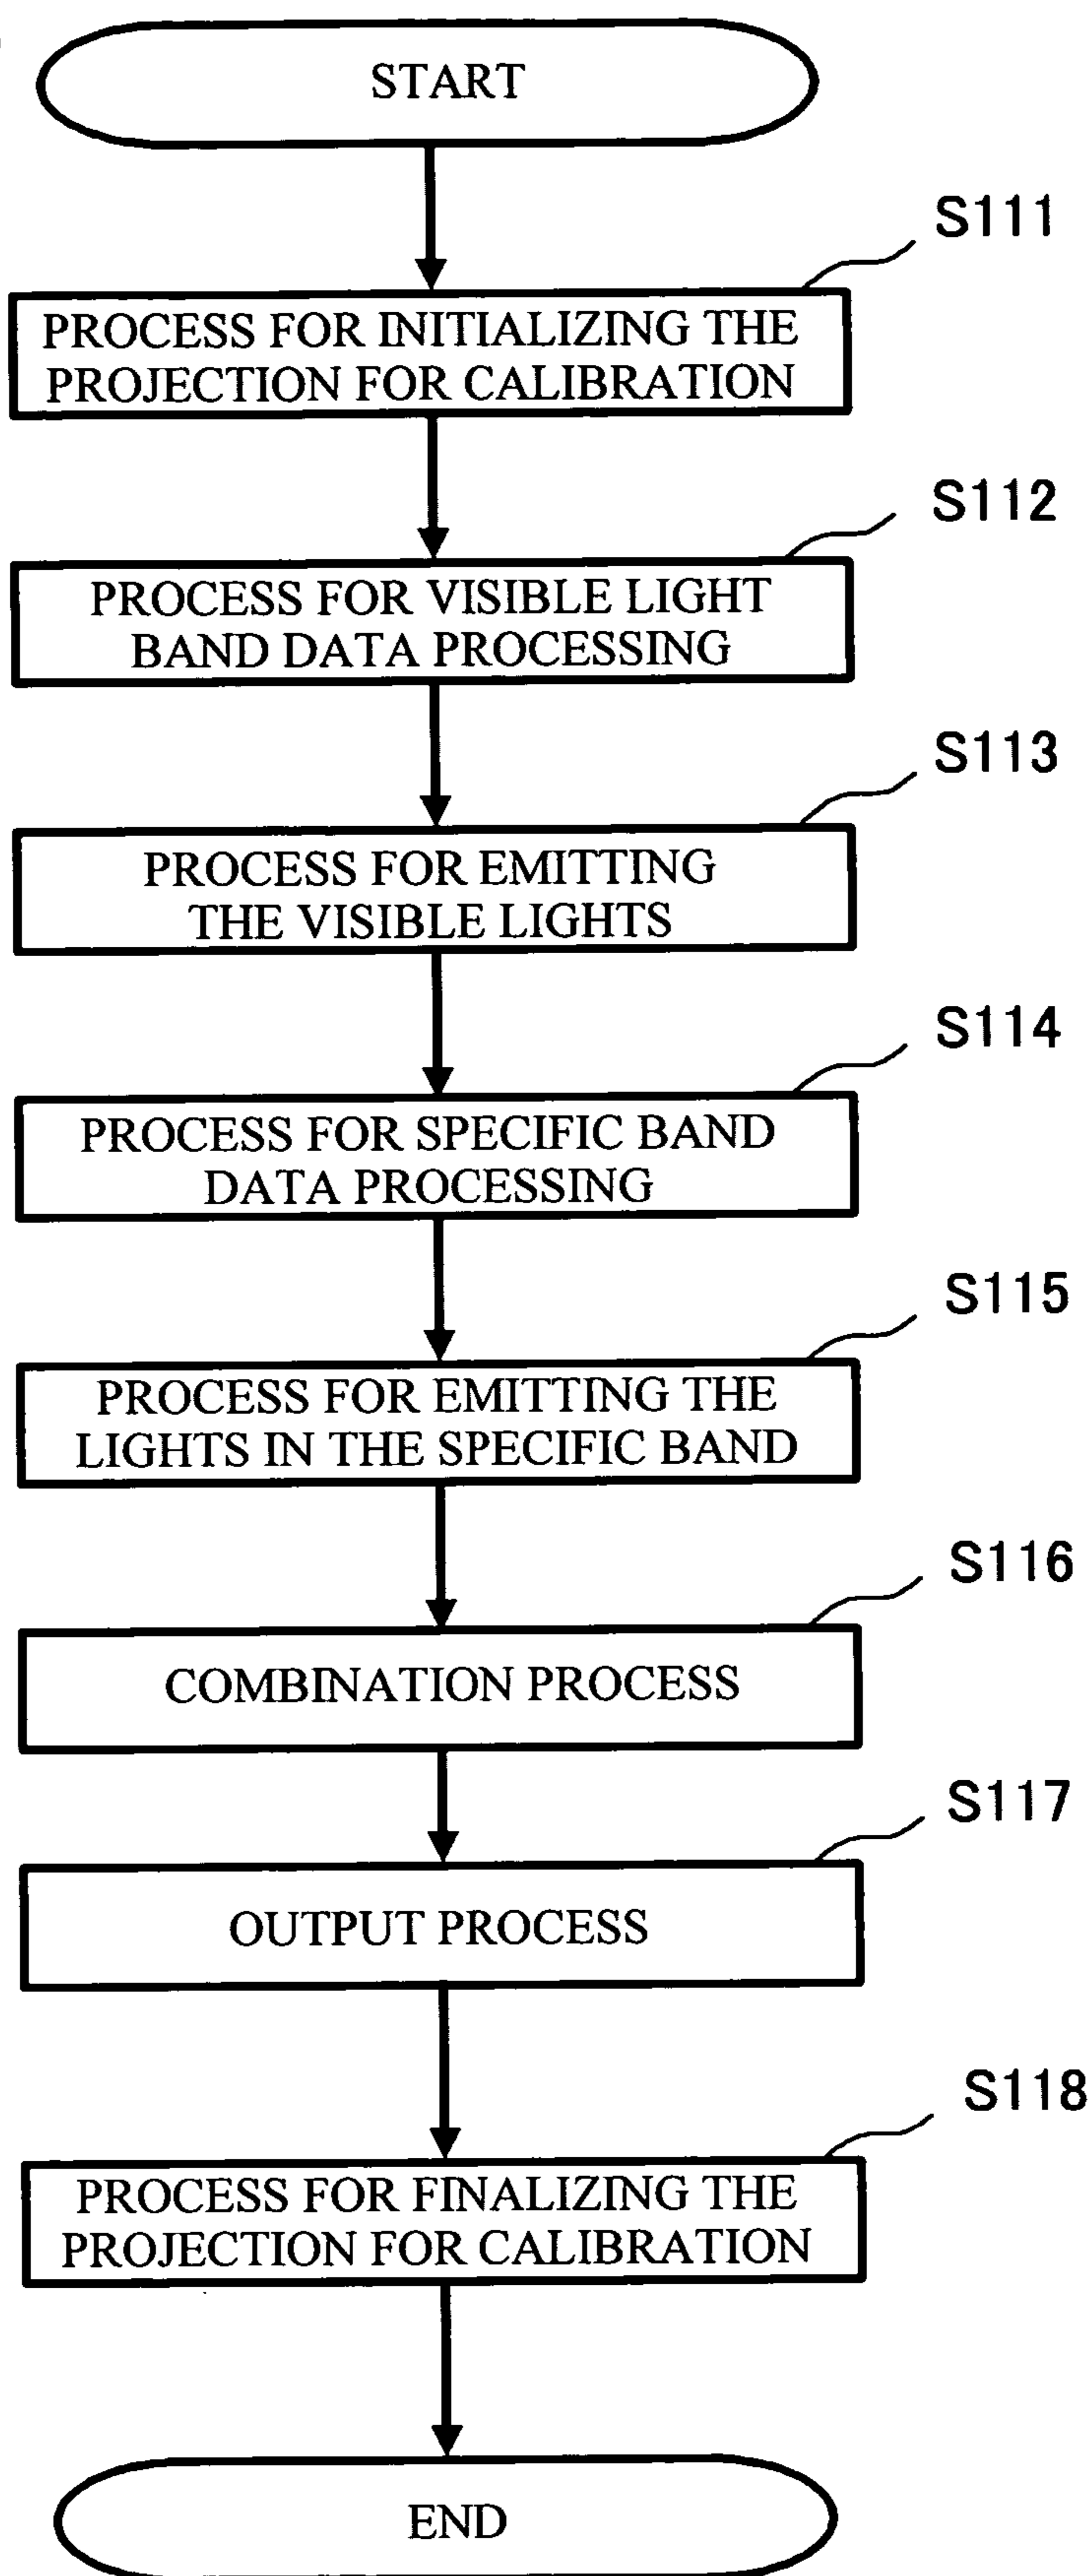 START
S111
PROCESS FOR INITIALIZING THE
PROJECTION FOR CALIBRATION
S112
PROCESS FOR VISIBLE LIGHT
BAND DATA PROCESSING
S113
PROCESS FOR EMITTING
THE VISIBLE LIGHTS
S114
PROCESS FOR SPECIFIC BAND
DATA PROCESSING
S115
PROCESS FOR EMITTING THE
LIGHTS IN THE SPECIFIC BAND
S116
COMBINATION PROCESS
S117
OUTPUT PROCESS
S118
PROCESS FOR FINALIZING THE
PROJECTION FOR CALIBRATION
END